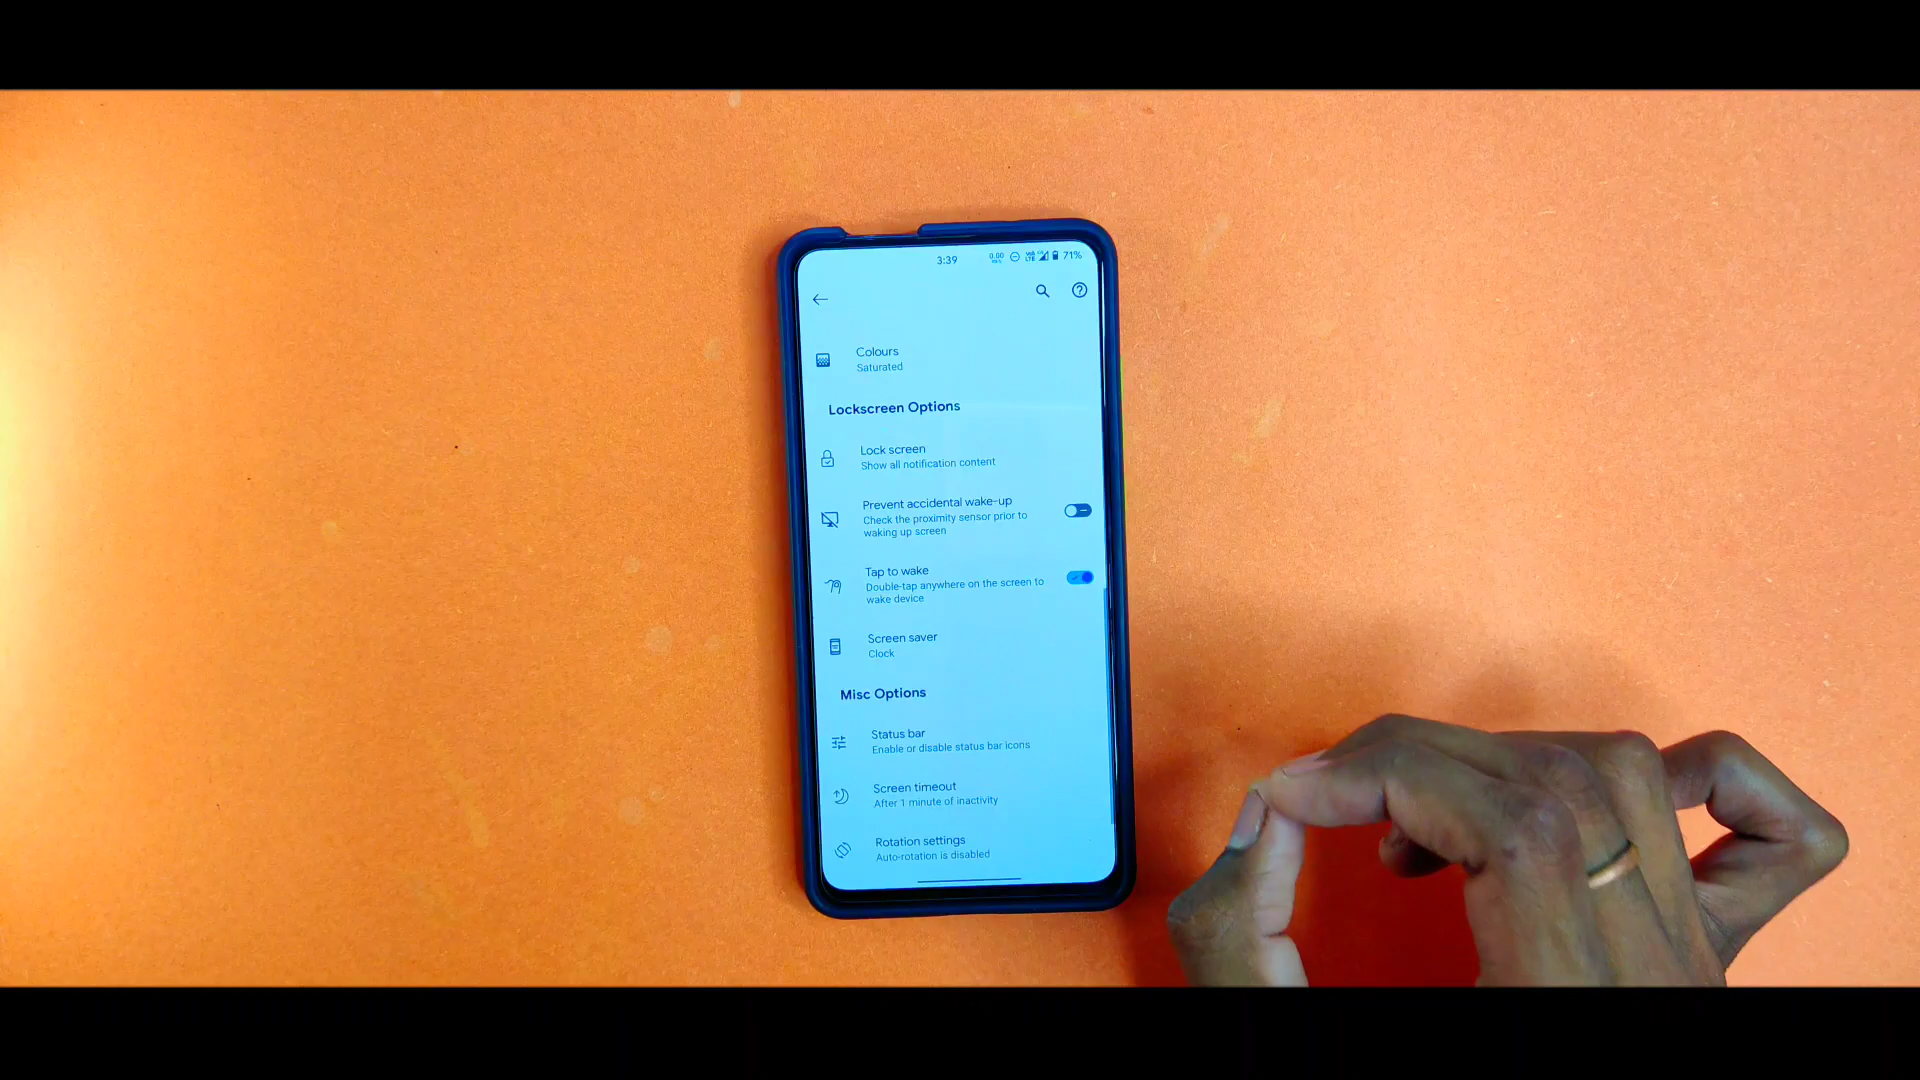 3:39
0.00
71%
Colours
Saturated
Lockscreen Options
Lock screen
Show all notification content
Prevent accidental wake-up
Check the proximity sensor prior to
waking up screen
Tap to wake
Double-tap anywhere on the screen to
wake device
Screen saver
Clock
Misc Options
Status bar
Enable or disable status bar icons
Screen timeout
After 1 minute of inactivity
Rotation settings
Auto-rotation is disabled